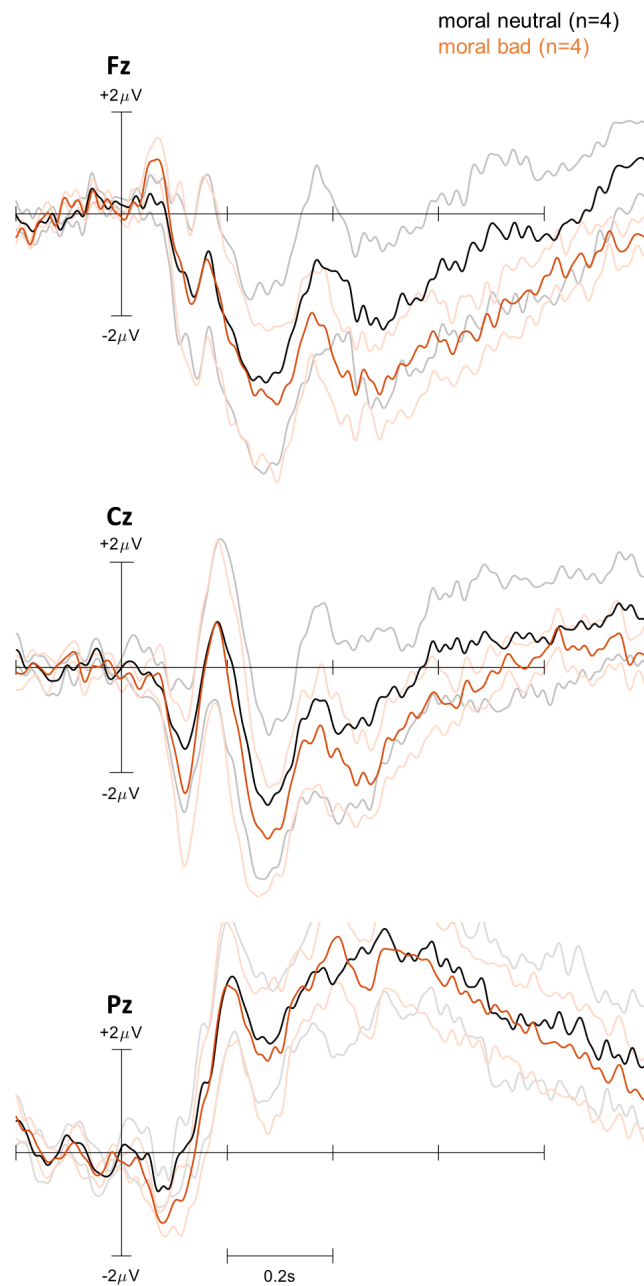 moral neutral (n=4)
moral bad (n=4)
Fz
+2μV
-2μV
Cz
+2μV
-2μV
Pz
+2μV
-2μV
0.2s